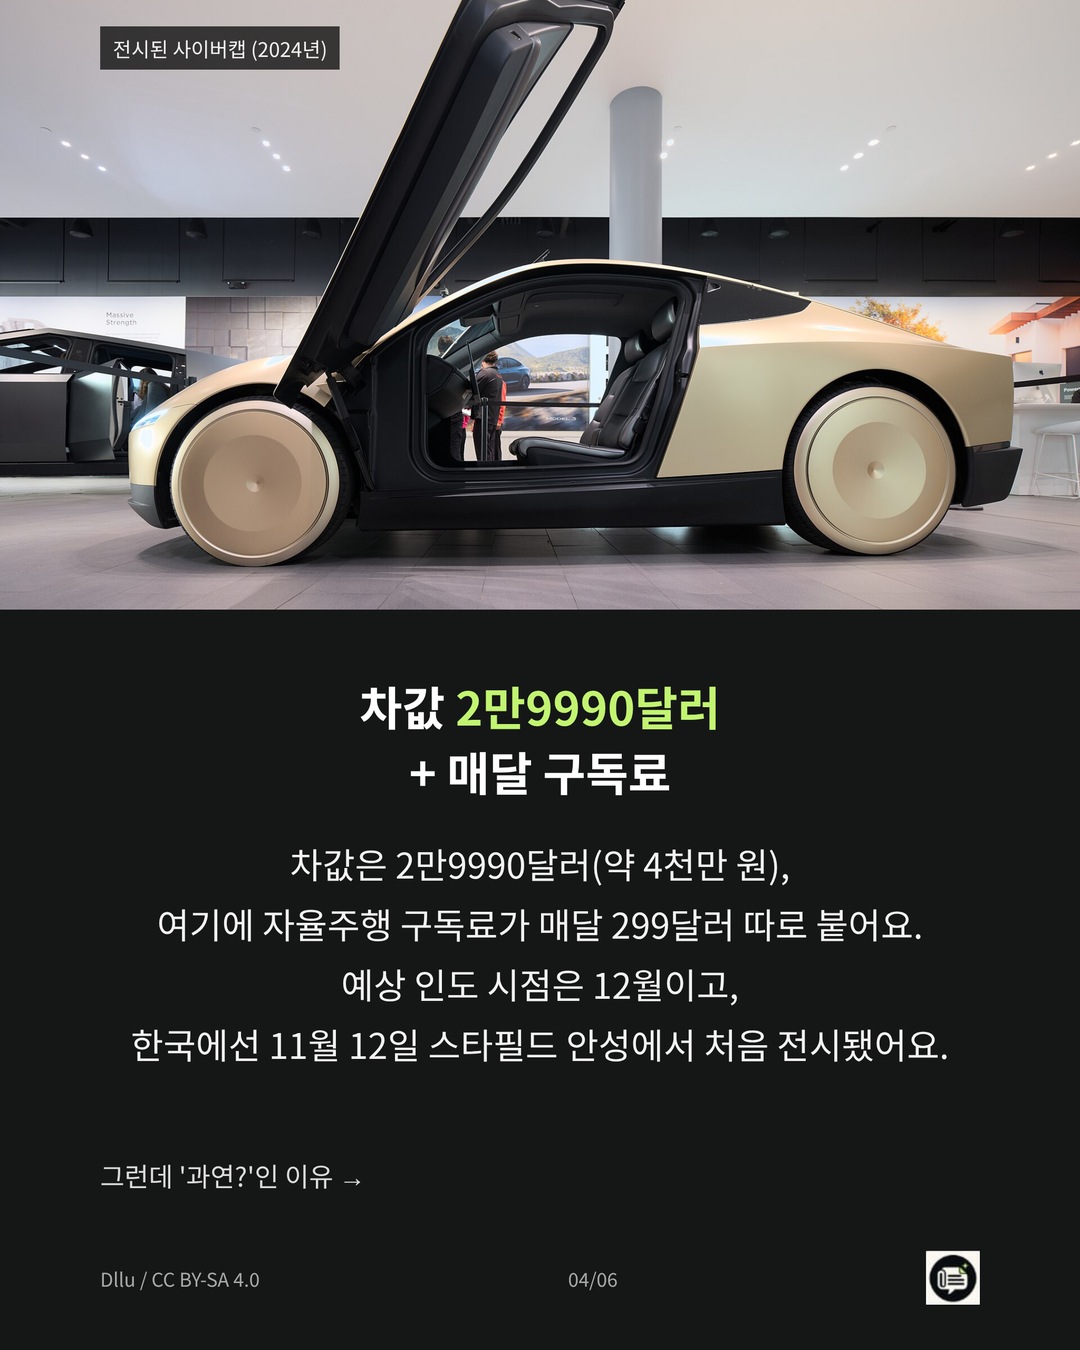 전시된 사이버캡 (2024년)
Massive
Strength
MODEL 3
차값 2만9990달러
+ 매달 구독료
차값은 2만9990달러(약 4천만 원),
여기에 자율주행 구독료가 매달 299달러 따로 붙어요.
예상 인도 시점은 12월이고,
한국에선 11월 12일 스타필드 안성에서 처음 전시됐어요.
그런데 '과연?'인 이유 →
Dllu / CC BY-SA 4.0
04/06